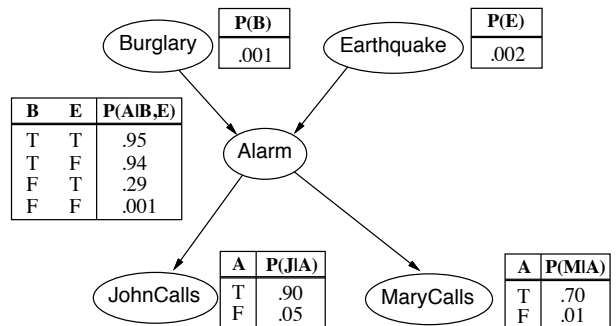 Burglary
P(B)
.001
Earthquake
P(E)
.002
B E P(A|B,E)
T T .95
T F .94
F T .29
F F .001
Alarm
JohnCalls
A P(J|A)
T .90
F .05
MaryCalls
A P(M|A)
T .70
F .01